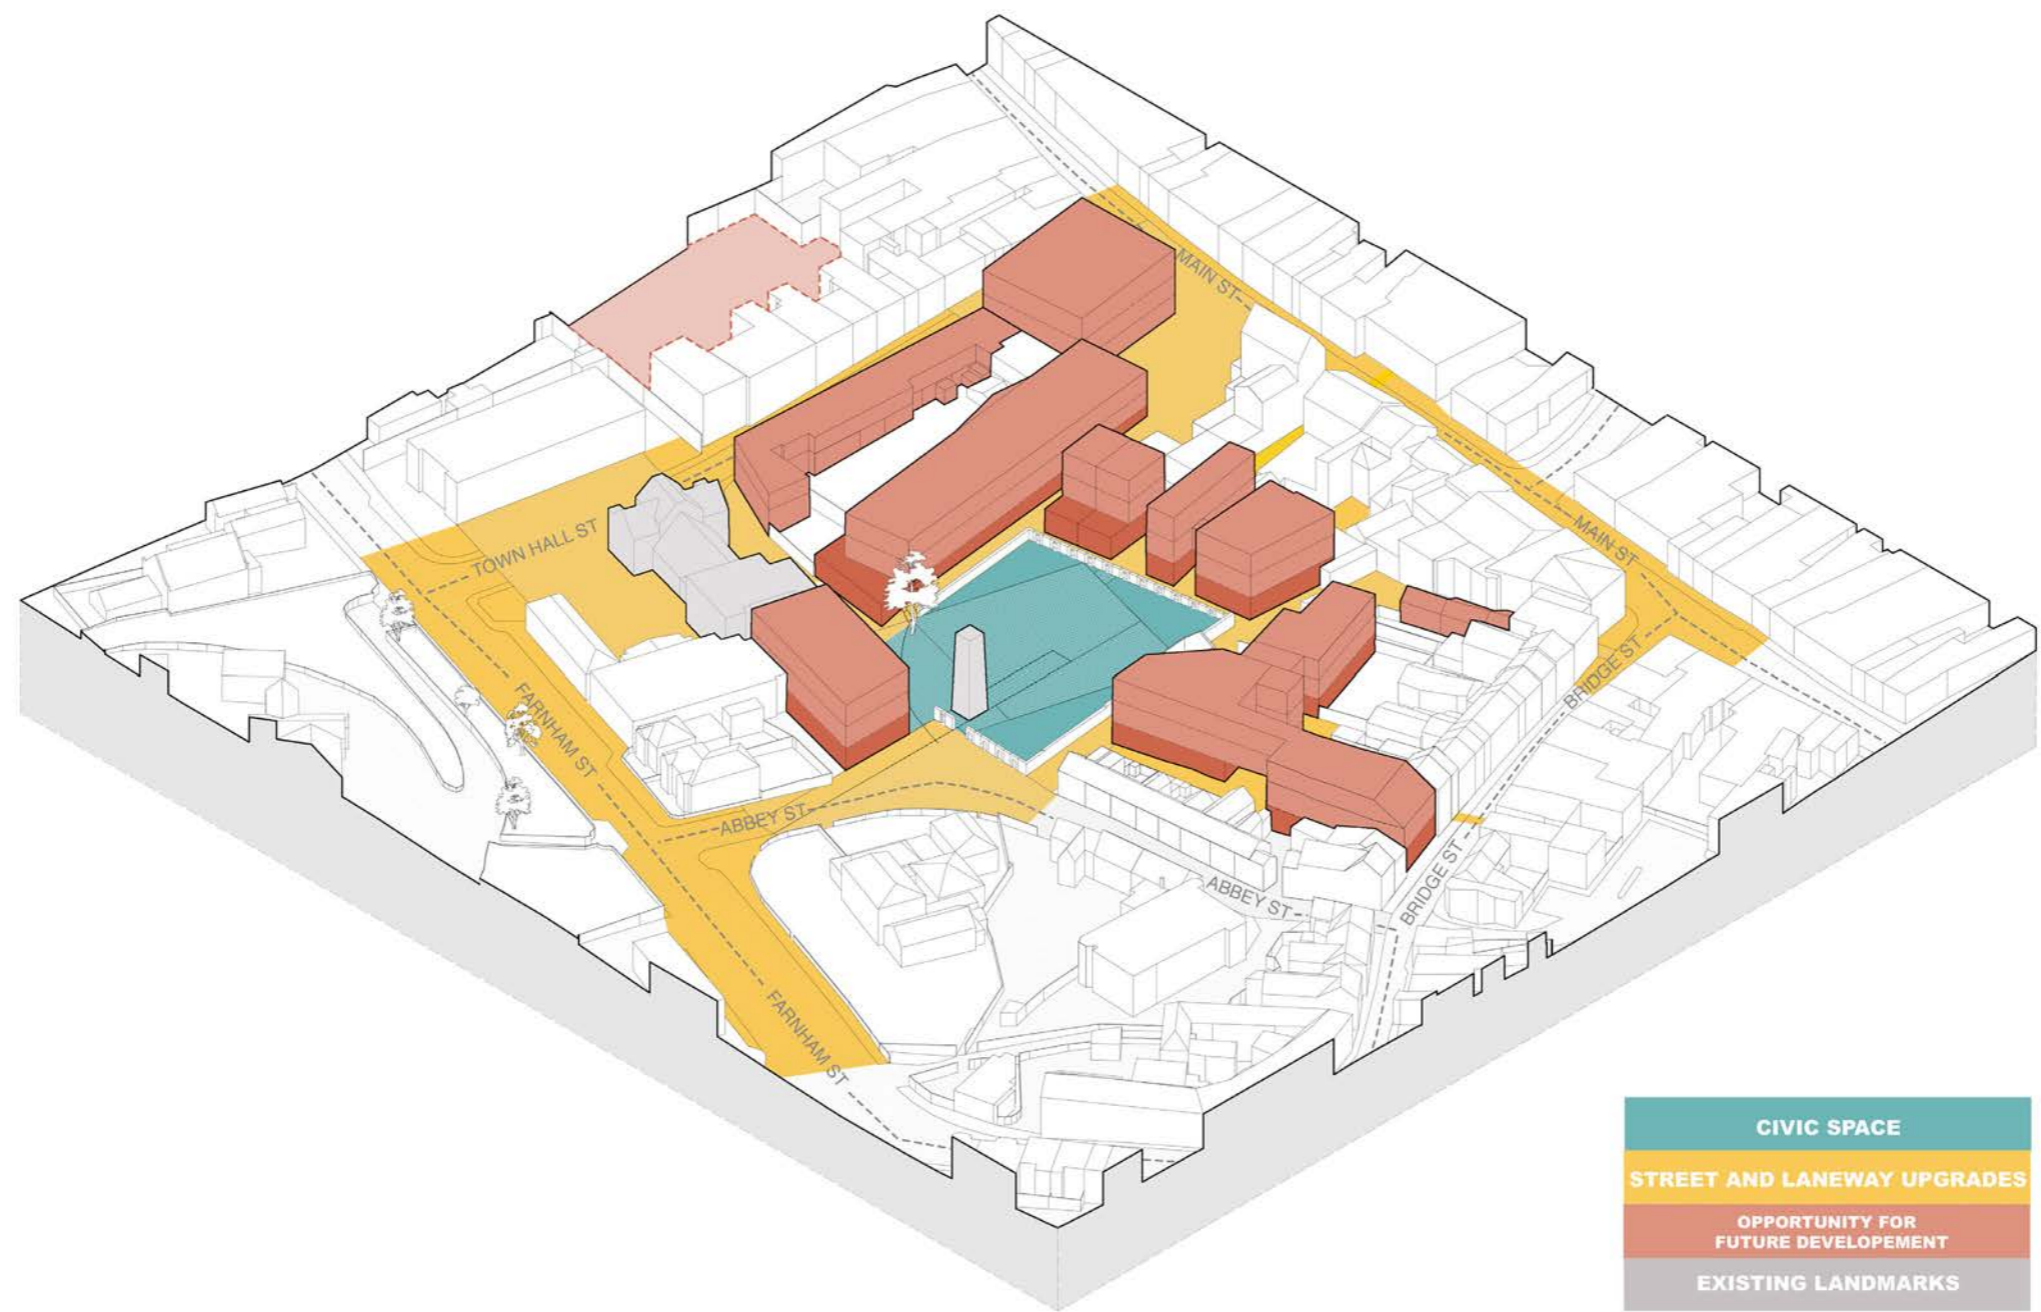 MAIN ST
TOWN HALL ST
MAIN ST
FARNHAM ST
BRIDGE ST
ABBEY ST
ABBEY ST
BRIDGE ST
FARNHAM ST
CIVIC SPACE
STREET AND LANEWAY UPGRADES
OPPORTUNITY FOR
FUTURE DEVELOPEMENT
EXISTING LANDMARKS